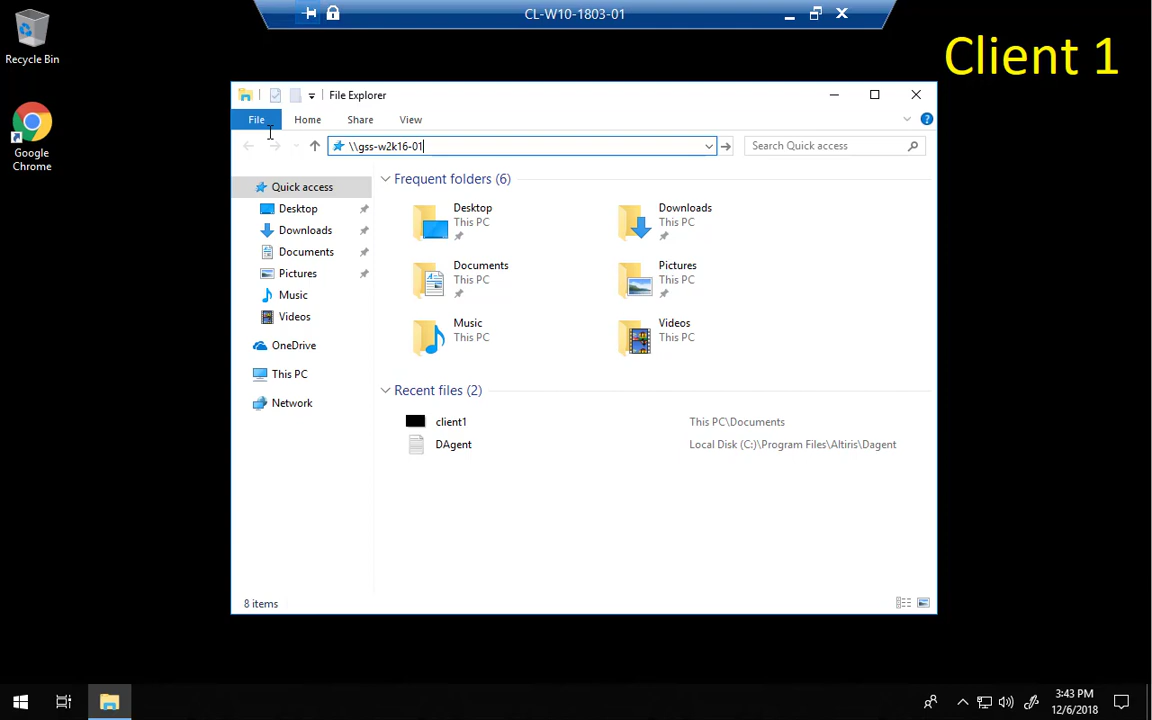 CL-W10-1803-01
Client 1
Recycle Bin
Google
Chrome
File Explorer
File
Home
Share
View
\\gss-w2k16-01
Search Quick access
Quick access
Desktop
Downloads
Documents
Pictures
Music
Videos
OneDrive
This PC
Network
Frequent folders (6)
Desktop
This PC
Downloads
This PC
Documents
This PC
Pictures
This PC
Music
This PC
Videos
This PC
Recent files (2)
client1
This PC\Documents
DAgent
Local Disk (C:)\Program Files\Altiris\Dagent
8 items
3:43 PM
12/6/2018